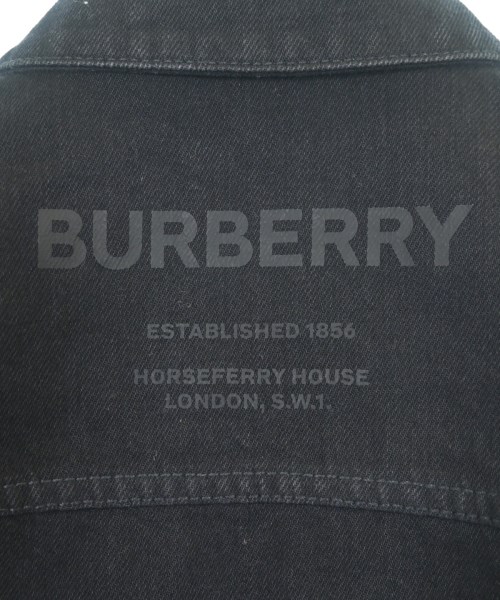 BURBERRY
ESTABLISHED 1856
HORSEFERRY HOUSE
LONDON, S.W.1.